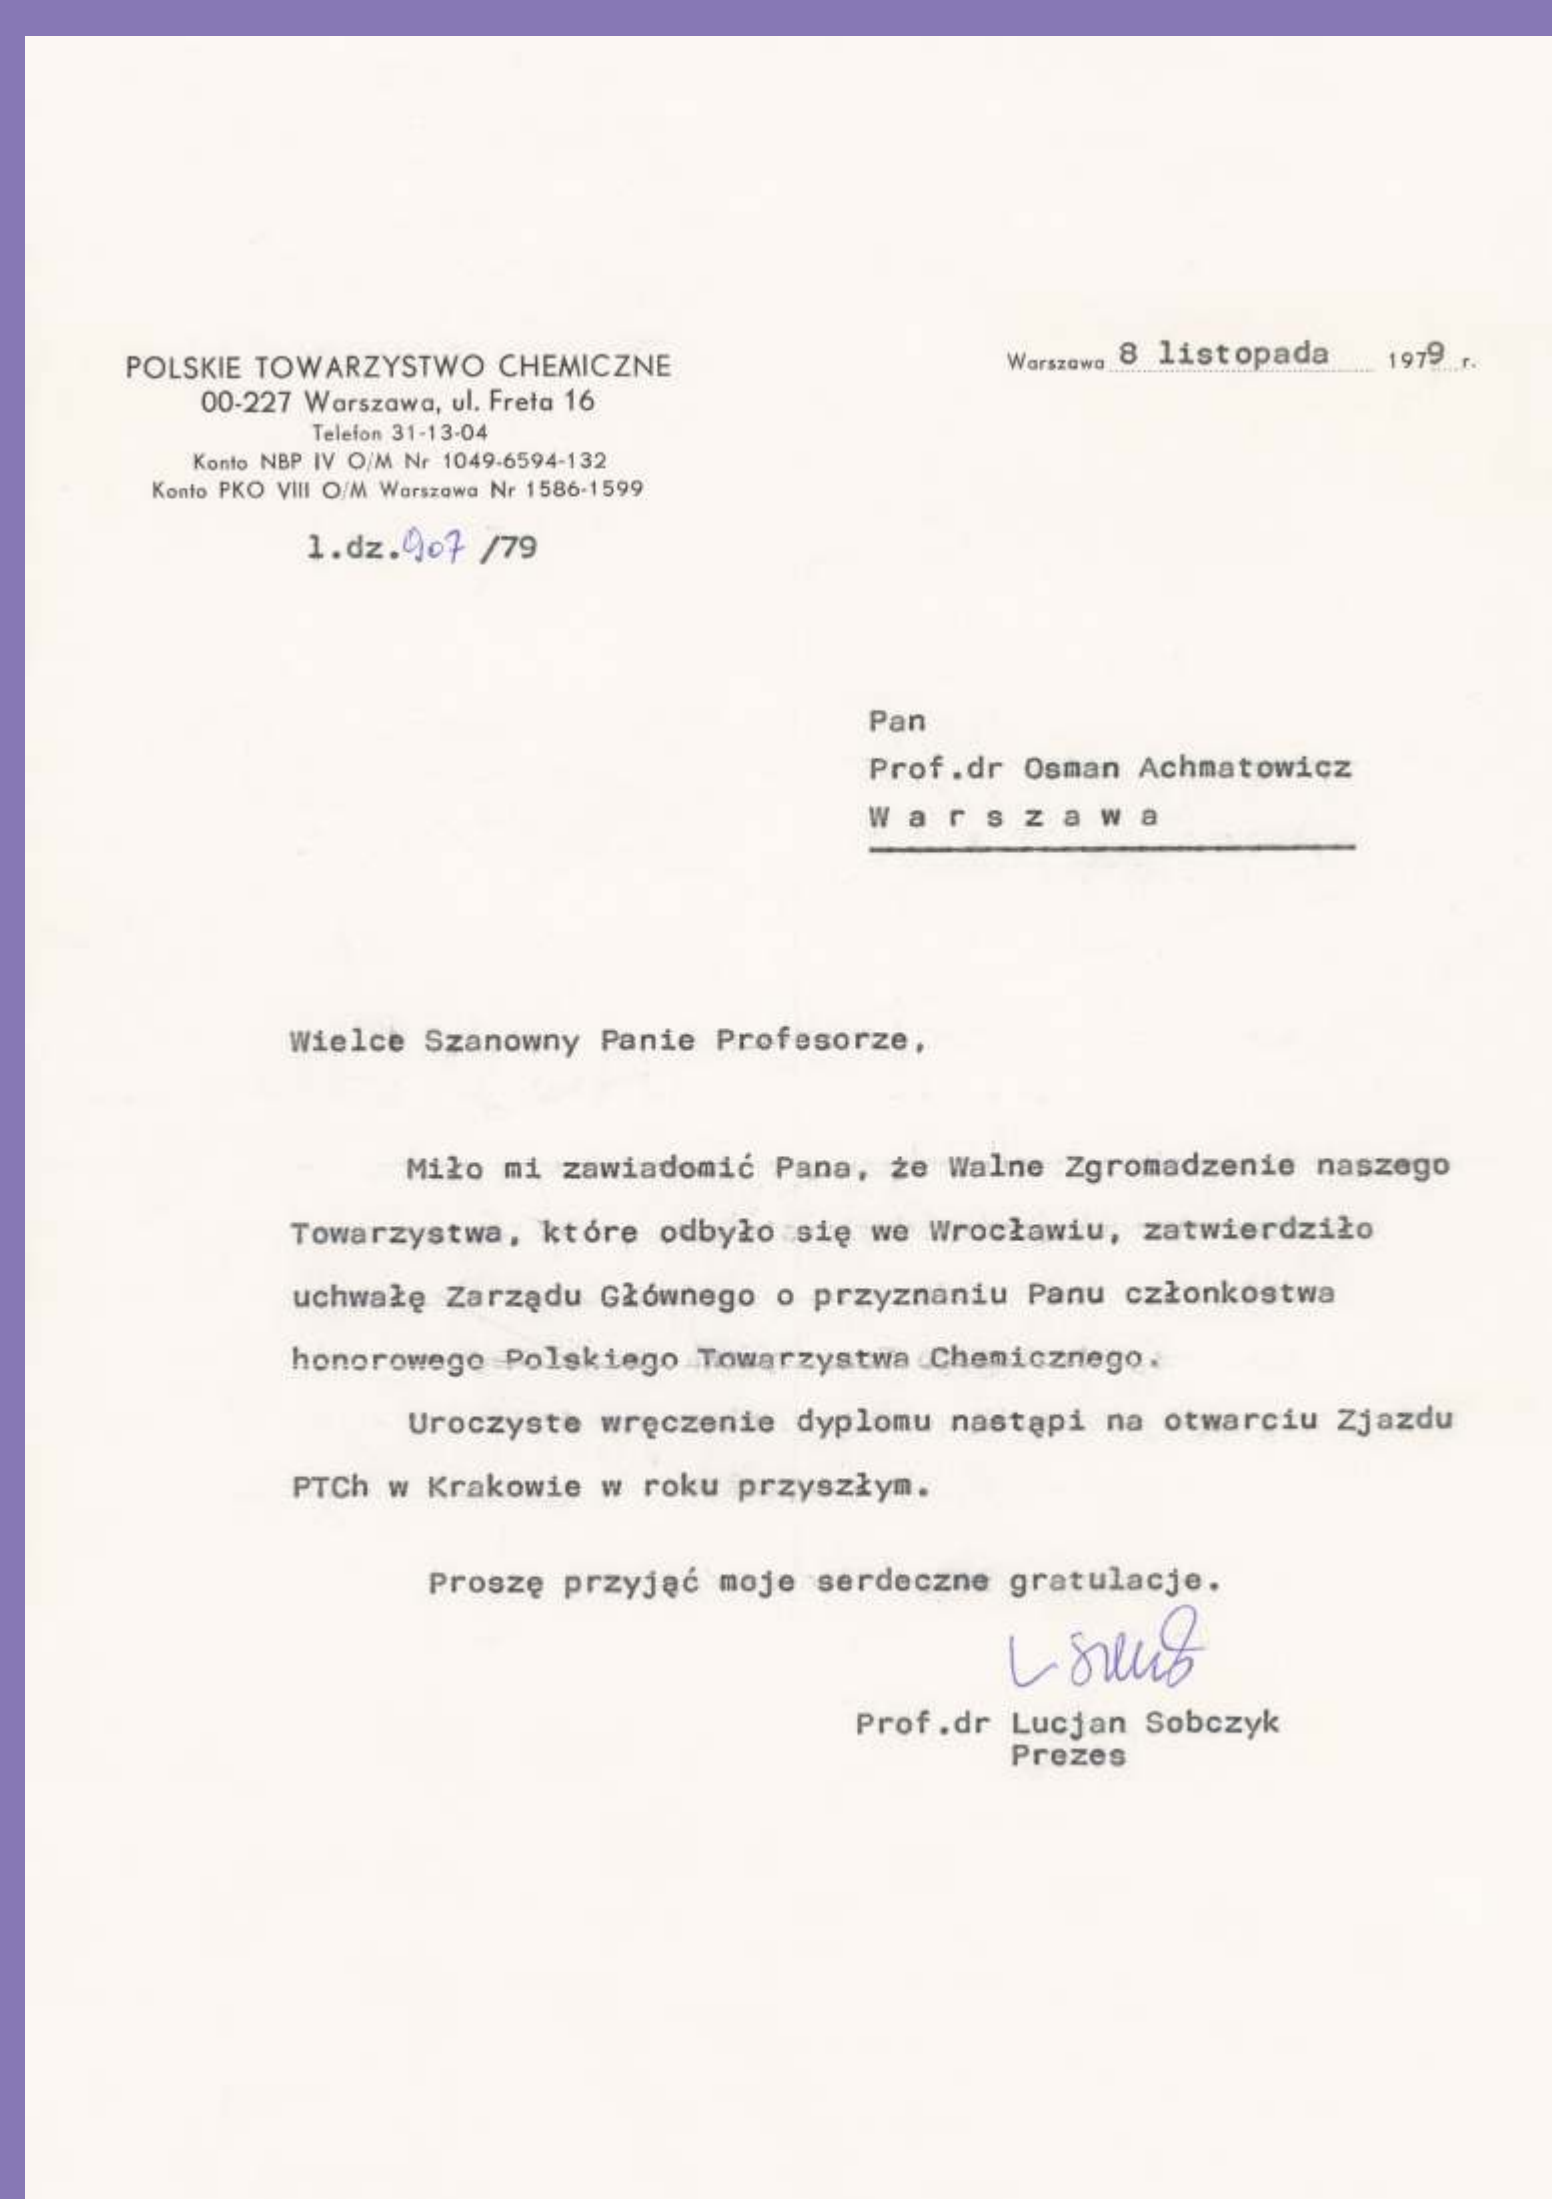 POLSKIE TOWARZYSTWO CHEMICZNE
00-227 Warszawa, ul. Freta 16
Telefon 31-13-04
Konto NBP IV O/M Nr 1049-6594-132
Konto PKO VIII O/M Warszawa Nr 1586-1599
l.dz.907 /79
Warszawa 8 listopada 1979 r.
Pan
Prof.dr Osman Achmatowicz
W a r s z a w a
Wielce Szanowny Panie Profesorze,
Miło mi zawiadomić Pana, że Walne Zgromadzenie naszego
Towarzystwa, które odbyło się we Wrocławiu, zatwierdziło
uchwałę Zarządu Głównego o przyznaniu Panu członkostwa
honorowego Polskiego Towarzystwa Chemicznego.
Uroczyste wręczenie dyplomu nastąpi na otwarciu Zjazdu
PTCh w Krakowie w roku przyszłym.
Proszę przyjąć moje serdeczne gratulacje.
Prof.dr Lucjan Sobczyk
Prezes